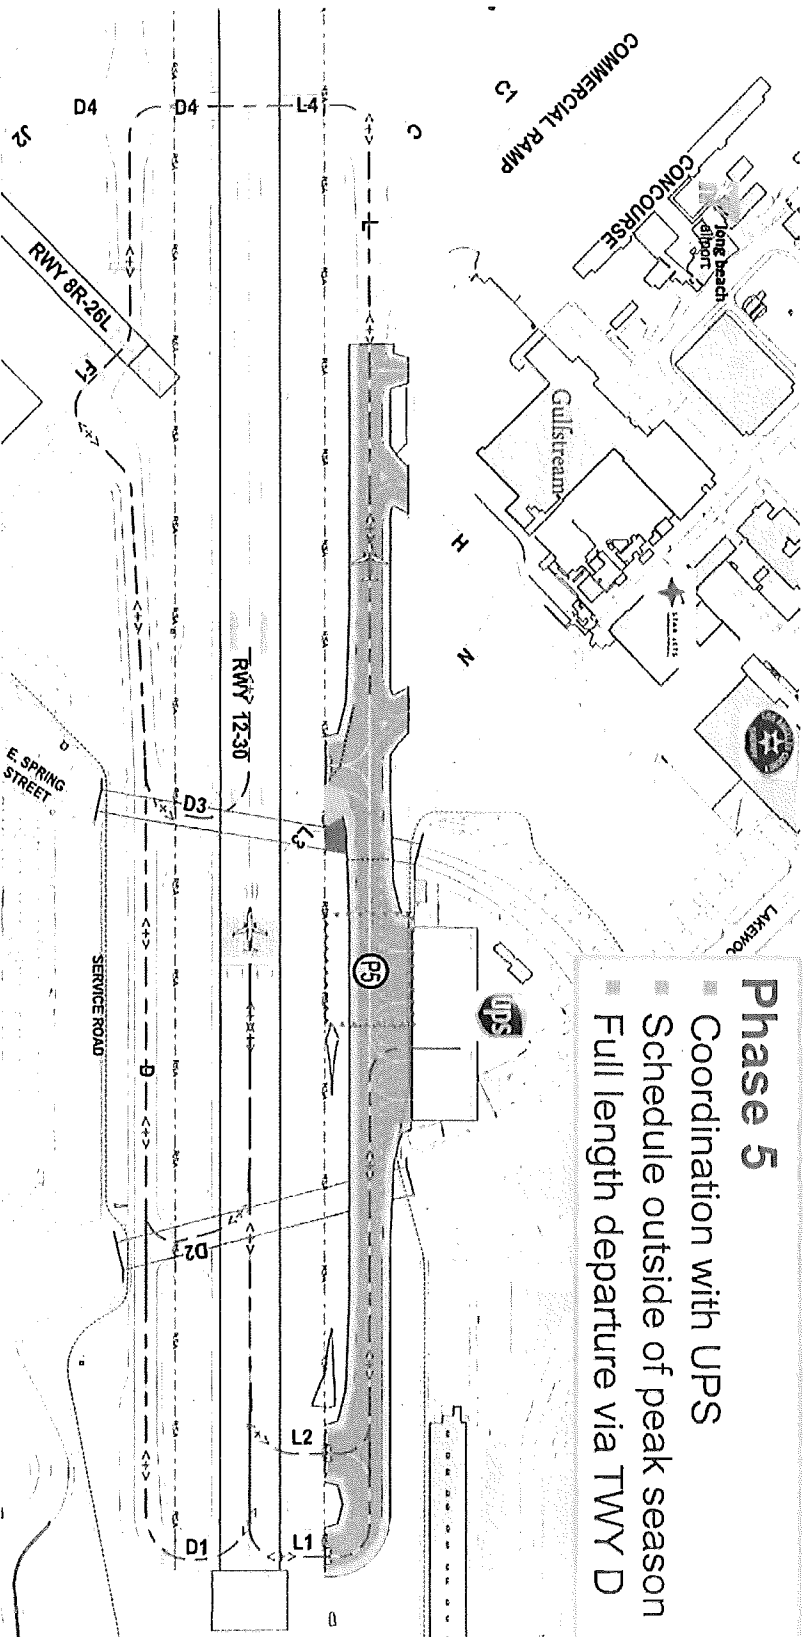 Phase 5
Coordination with UPS
Schedule outside of peak season
Full length departure via TWY D
COMMERCIAL RAMP
CONCOURSE
long beach
airport
C1
C
Gulfstream
H
N
ups
P5
L4
L
D4
D4
J2
RWY 8R-26L
F1
RWY 12-30
D3
L3
E. SPRING
STREET
SERVICE ROAD
D
D2
L2
L1
D1
RSA